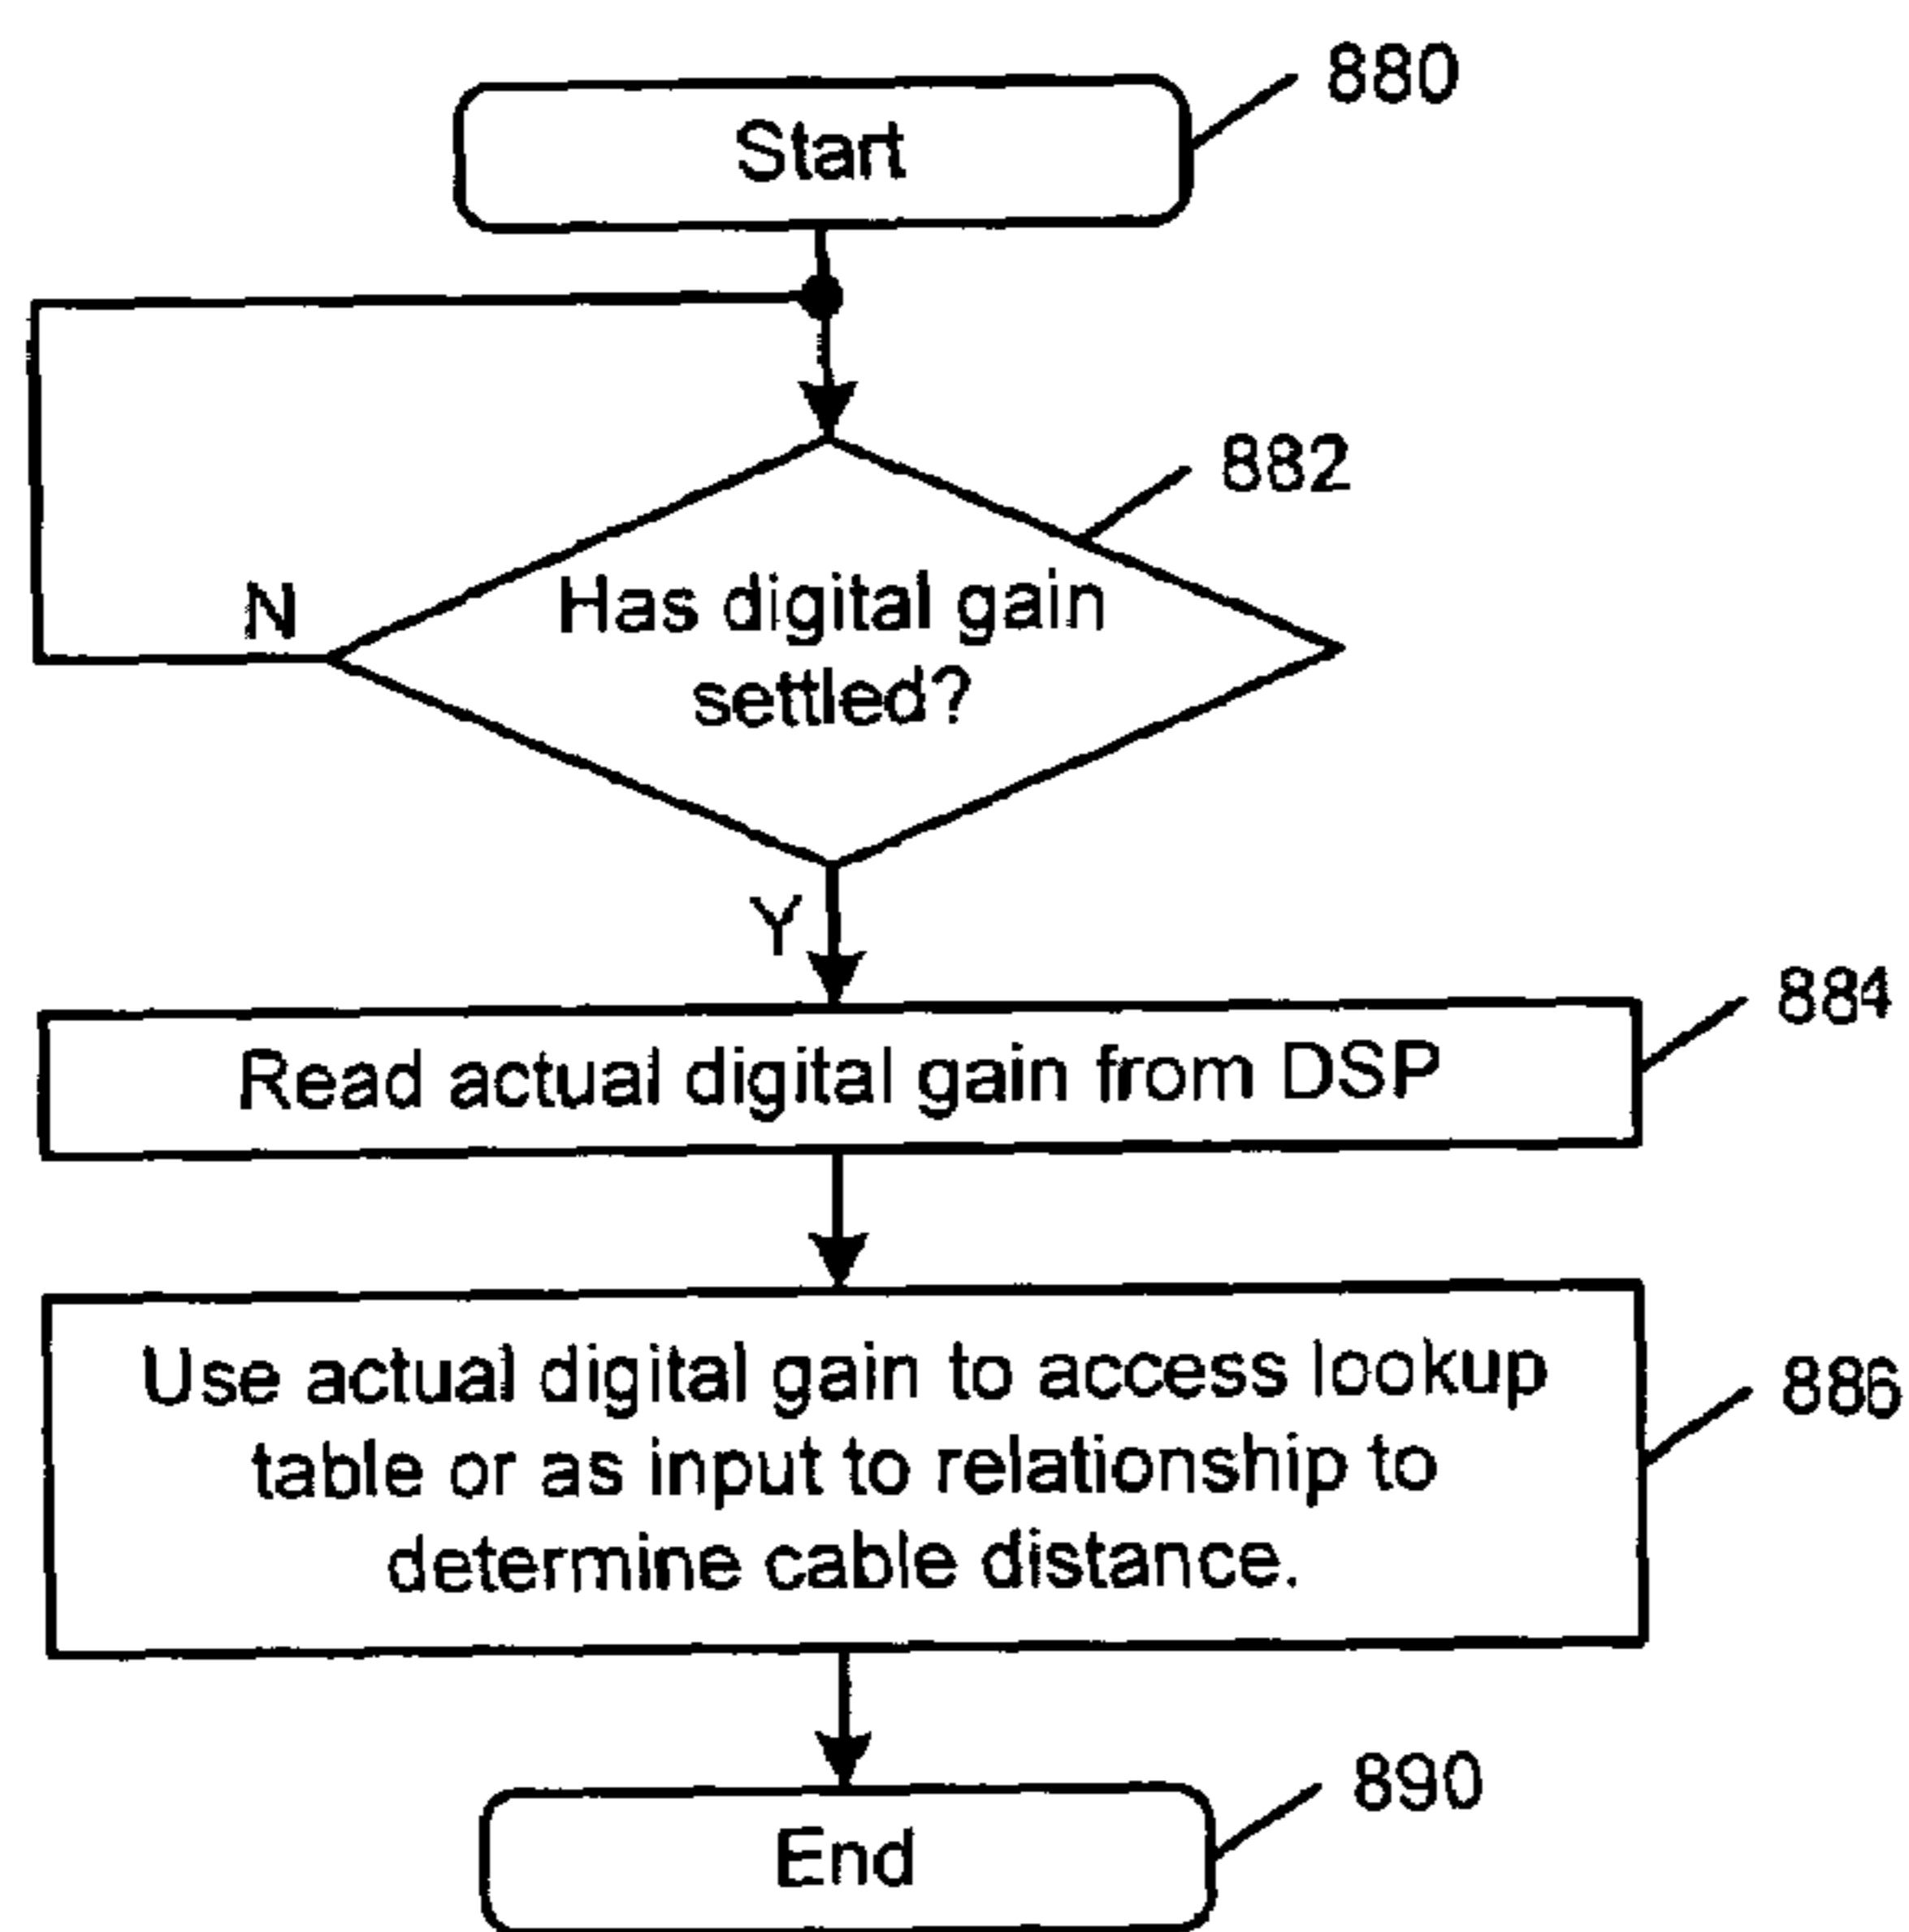 880
Start
882
Has digital gain
settled?
N
Y
884
Read actual digital gain from DSP
886
Use actual digital gain to access lookup
table or as input to relationship to
determine cable distance.
890
End